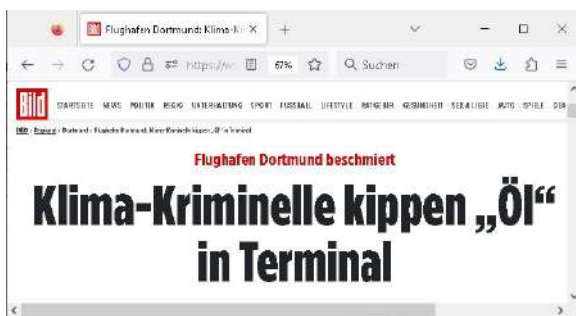 Flughafen Dortmund: Klima-Kr
https://w
67%
Suchen
Bild
STARTSEITE NEWS POLITIK REGIO UNTERHALTUNG SPORT FUSSBALL LIFESTYLE RATGEBER GESUNDHEIT SEX & LIEBE AUTO SPIELE
Flughafen Dortmund beschmiert
Klima-Kriminelle kippen „Öl“
in Terminal